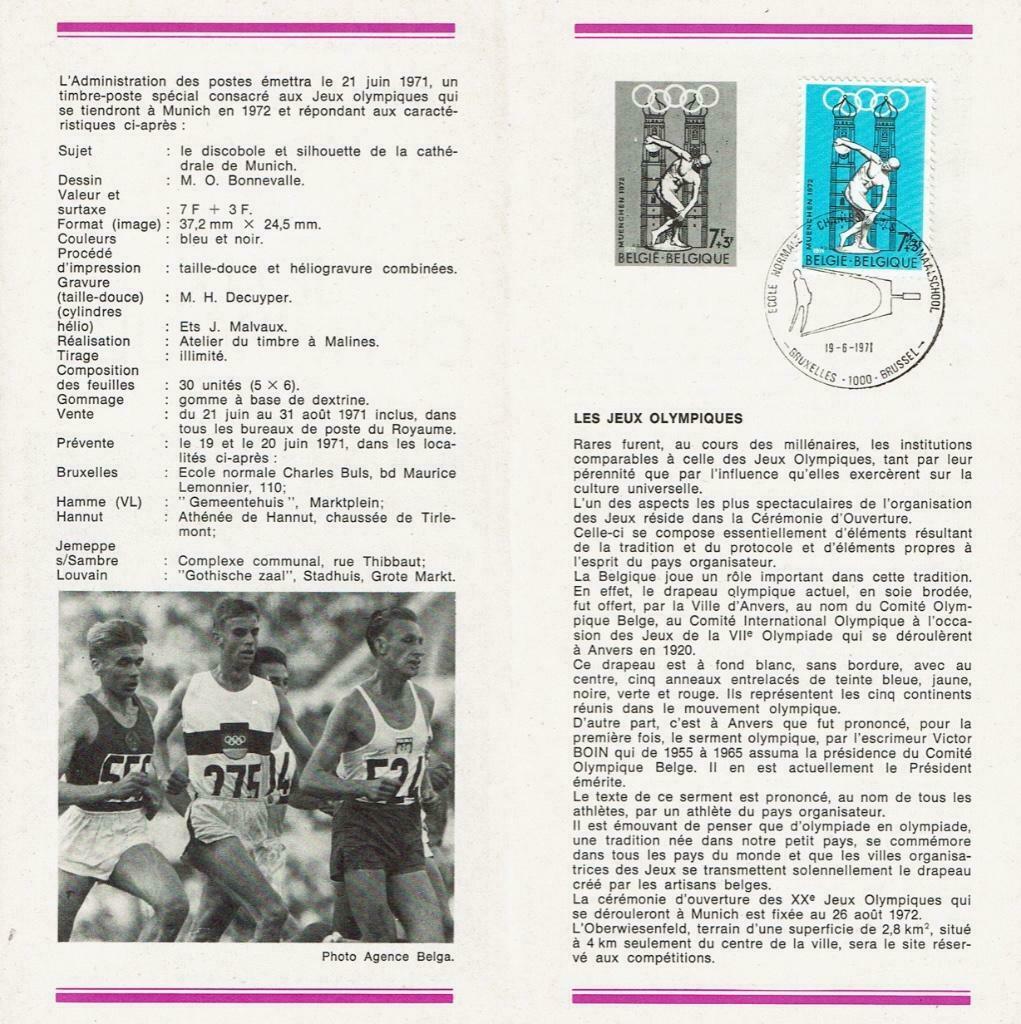 L'Administration des postes émettra le 21 juin 1971, un
timbre-poste spécial consacré aux Jeux olympiques qui
se tiendront à Munich en 1972 et répondant aux caracté-
ristiques ci-après :
Sujet : le discobole et silhouette de la cathé-
drale de Munich.
Dessin : M. O. Bonnevalle.
Valeur et
surtaxe : 7 F + 3 F.
Format (image) : 37,2 mm × 24,5 mm.
Couleurs : bleu et noir.
Procédé
d'impression : taille-douce et héliogravure combinées.
Gravure
(taille-douce) : M. H. Decuyper.
(cylindres
hélio) : Ets J. Malvaux.
Réalisation : Atelier du timbre à Malines.
Tirage : illimité.
Composition
des feuilles : 30 unités (5 × 6).
Gommage : gomme à base de dextrine.
Vente : du 21 juin au 31 août 1971 inclus, dans
tous les bureaux de poste du Royaume.
Prévente : le 19 et le 20 juin 1971, dans les loca-
lités ci-après :
Bruxelles : Ecole normale Charles Buls, bd Maurice
Lemonnier, 110;
Hamme (VL) : "Gemeentehuis", Marktplein;
Hannut : Athénée de Hannut, chaussée de Tirle-
mont;
Jemeppe
s/Sambre : Complexe communal, rue Thibbaut;
Louvain : "Gothische zaal", Stadhuis, Grote Markt.
275
524
Photo Agence Belga.
MUENCHEN 1972
7F+3F
BELGIË-BELGIQUE
MUENCHEN 1972
7F+3F
BELGIË-BELGIQUE
ECOLE NORMALE CHARLES BULS NORMAALSCHOOL
19-6-1971
- BRUXELLES - 1000 - BRUSSEL -
LES JEUX OLYMPIQUES
Rares furent, au cours des millénaires, les institutions
comparables à celle des Jeux Olympiques, tant par leur
pérennité que par l'influence qu'elles exercèrent sur la
culture universelle.
L'un des aspects les plus spectaculaires de l'organisation
des Jeux réside dans la Cérémonie d'Ouverture.
Celle-ci se compose essentiellement d'éléments résultant
de la tradition et du protocole et d'éléments propres à
l'esprit du pays organisateur.
La Belgique joue un rôle important dans cette tradition.
En effet, le drapeau olympique actuel, en soie brodée,
fut offert, par la Ville d'Anvers, au nom du Comité Olym-
pique Belge, au Comité International Olympique à l'occa-
sion des Jeux de la VIIe Olympiade qui se déroulèrent
à Anvers en 1920.
Ce drapeau est à fond blanc, sans bordure, avec au
centre, cinq anneaux entrelacés de teinte bleue, jaune,
noire, verte et rouge. Ils représentent les cinq continents
réunis dans le mouvement olympique.
D'autre part, c'est à Anvers que fut prononcé, pour la
première fois, le serment olympique, par l'escrimeur Victor
BOIN qui de 1955 à 1965 assuma la présidence du Comité
Olympique Belge. Il en est actuellement le Président
émérite.
Le texte de ce serment est prononcé, au nom de tous les
athlètes, par un athlète du pays organisateur.
Il est émouvant de penser que d'olympiade en olympiade,
une tradition née dans notre petit pays, se commémore
dans tous les pays du monde et que les villes organisa-
trices des Jeux se transmettent solennellement le drapeau
créé par les artisans belges.
La cérémonie d'ouverture des XXe Jeux Olympiques qui
se dérouleront à Munich est fixée au 26 août 1972.
L'Oberwiesenfeld, terrain d'une superficie de 2,8 km², situé
à 4 km seulement du centre de la ville, sera le site réser-
vé aux compétitions.